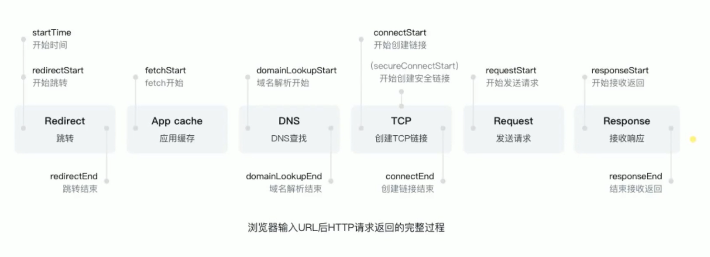 startTime
开始时间
redirectStart
开始跳转
fetchStart
fetch开始
domainLookupStart
域名解析开始
connectStart
开始创建链接
(secureConnectStart)
开始创建安全链接
requestStart
开始发送请求
responseStart
开始接收返回
Redirect
跳转
App cache
应用缓存
DNS
DNS查找
TCP
创建TCP链接
Request
发送请求
Response
接收响应
redirectEnd
跳转结束
domainLookupEnd
域名解析结束
connectEnd
创建链接结束
responseEnd
结束接收返回
浏览器输入URL后HTTP请求返回的完整过程